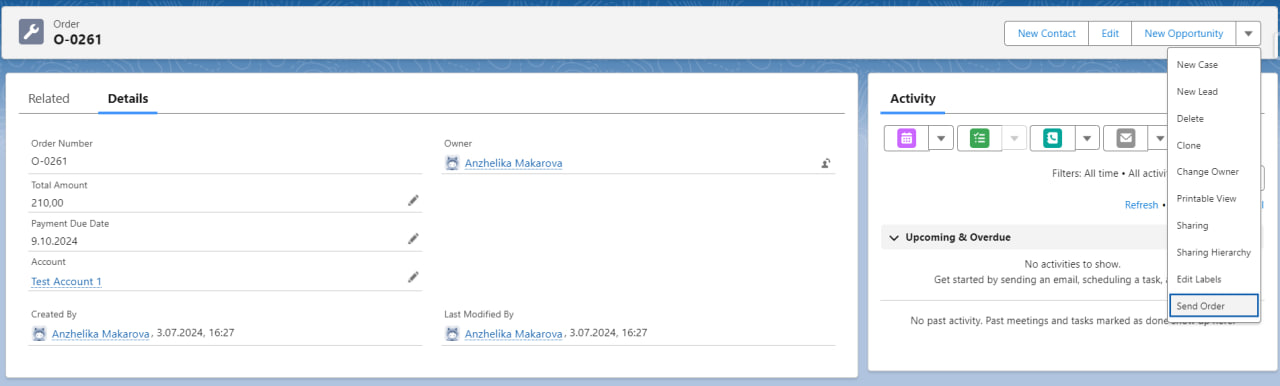 Order
O-0261
New Contact
Edit
New Opportunity
New Case
New Lead
Delete
Clone
Change Owner
Printable View
Sharing
Sharing Hierarchy
Edit Labels
Send Order
Related
Details
Order Number
O-0261
Owner
Anzhelika Makarova
Total Amount
210,00
Payment Due Date
9.10.2024
Account
Test Account 1
Created By
Anzhelika Makarova, 3.07.2024, 16:27
Last Modified By
Anzhelika Makarova, 3.07.2024, 16:27
Activity
Filters: All time • All activi
Refresh •
Upcoming & Overdue
No activities to show.
Get started by sending an email, scheduling a task,
No past activity. Past meetings and tasks marked as done show up here.